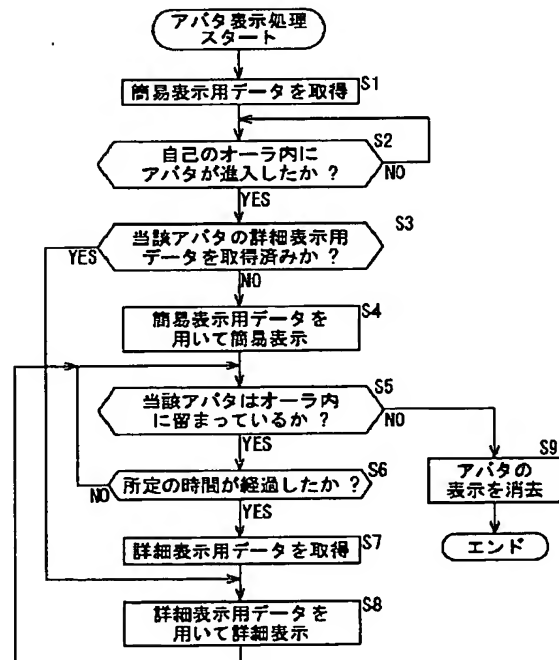 アバタ表示処理
スタート
簡易表示用データを取得
S1
自己のオーラ内に
アバタが進入したか ?
S2
NO
YES
S3
当該アバタの詳細表示用
データを取得済みか ?
YES
NO
簡易表示用データを
用いて簡易表示
S4
当該アバタはオーラ内
に留まっているか ?
S5
NO
YES
S9
アバタの
表示を消去
エンド
所定の時間が経過したか ?
S6
NO
YES
詳細表示用データを取得
S7
詳細表示用データを
用いて詳細表示
S8